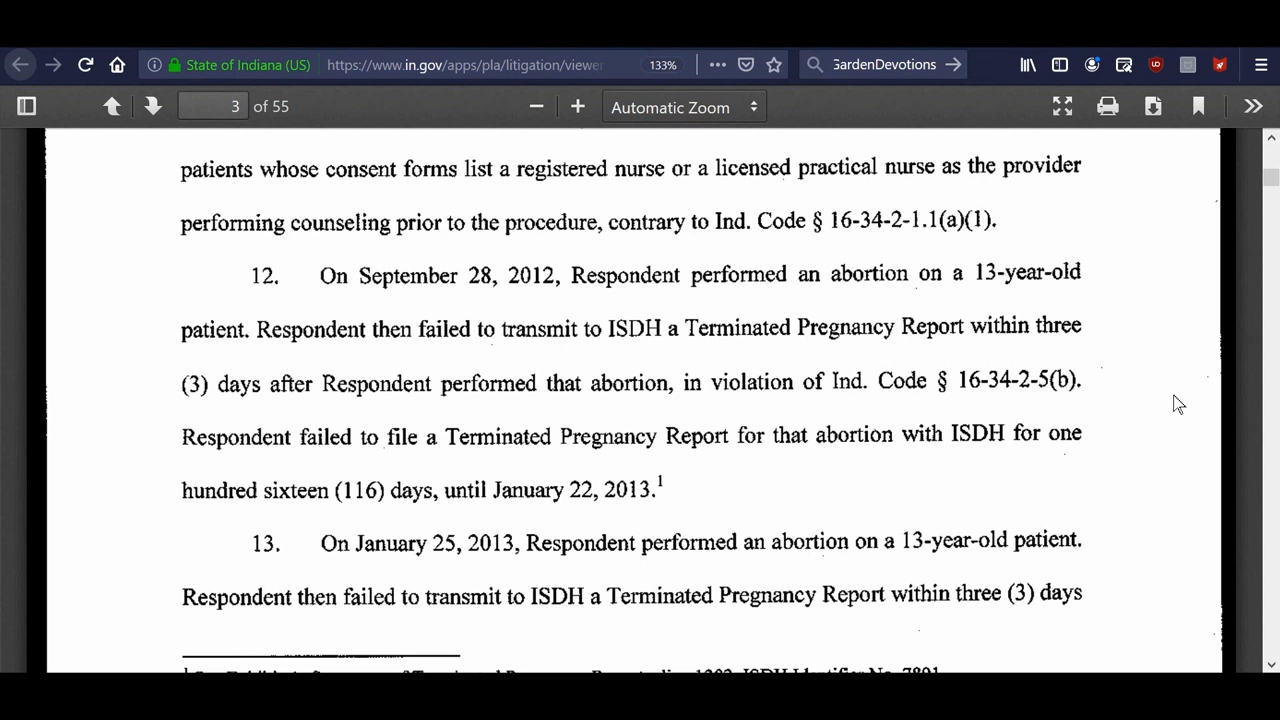 State of Indiana (US) https://www.in.gov/apps/pla/litigation/viewer 133% GardenDevotions
3 of 55 Automatic Zoom
patients whose consent forms list a registered nurse or a licensed practical nurse as the provider
performing counseling prior to the procedure, contrary to Ind. Code § 16-34-2-1.1(a)(1).
12. On September 28, 2012, Respondent performed an abortion on a 13-year-old
patient. Respondent then failed to transmit to ISDH a Terminated Pregnancy Report within three
(3) days after Respondent performed that abortion, in violation of Ind. Code § 16-34-2-5(b).
Respondent failed to file a Terminated Pregnancy Report for that abortion with ISDH for one
hundred sixteen (116) days, until January 22, 2013.1
13. On January 25, 2013, Respondent performed an abortion on a 13-year-old patient.
Respondent then failed to transmit to ISDH a Terminated Pregnancy Report within three (3) days